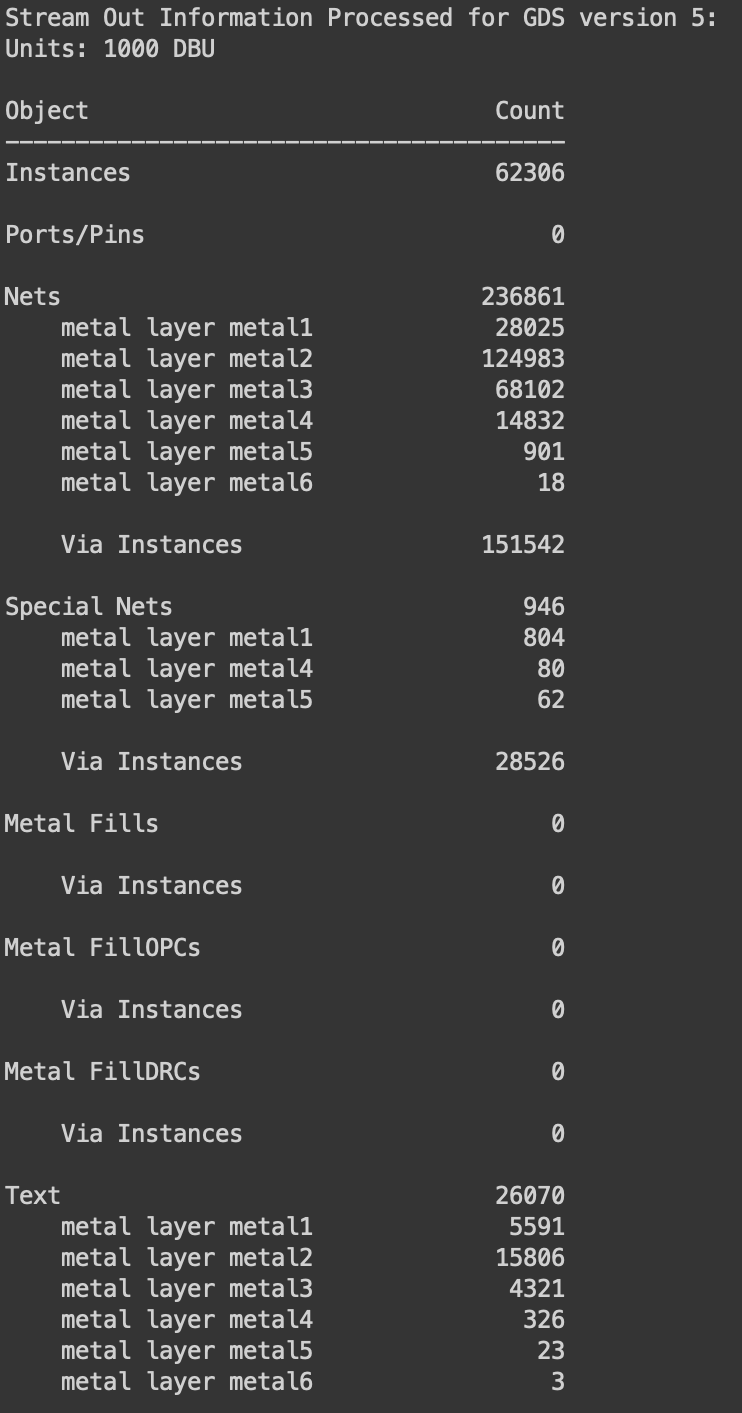 Stream Out Information Processed for GDS version 5:
Units: 1000 DBU
Object                             Count
----------------------------------------
Instances                          62306
Ports/Pins                             0
Nets                              236861
    metal layer metal1             28025
    metal layer metal2            124983
    metal layer metal3             68102
    metal layer metal4             14832
    metal layer metal5               901
    metal layer metal6                18
    Via Instances                 151542
Special Nets                         946
    metal layer metal1               804
    metal layer metal4                80
    metal layer metal5                62
    Via Instances                  28526
Metal Fills                            0
    Via Instances                      0
Metal FillOPCs                         0
    Via Instances                      0
Metal FillDRCs                         0
    Via Instances                      0
Text                               26070
    metal layer metal1              5591
    metal layer metal2             15806
    metal layer metal3              4321
    metal layer metal4               326
    metal layer metal5                23
    metal layer metal6                 3